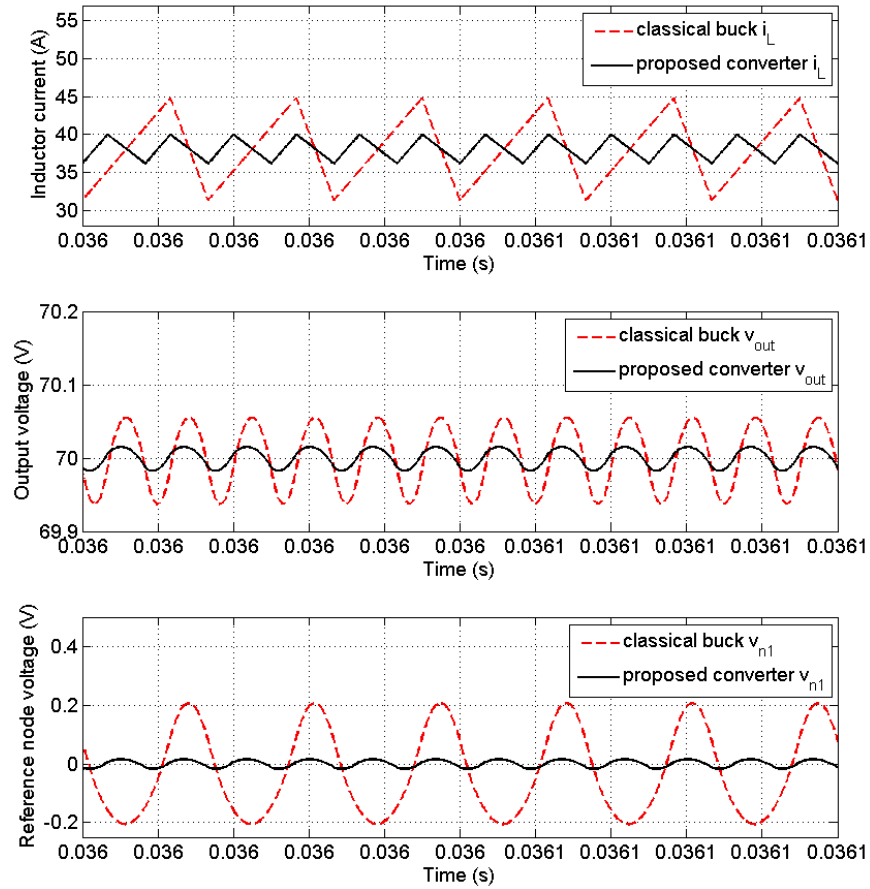 55
50
45
40
35
30
Inductor current (A)
classical buck i_L
proposed converter i_L
0.036 0.036 0.036 0.036 0.036 0.036 0.0361 0.0361 0.0361 0.0361 0.0361
Time (s)
70.2
70.1
70
69.9
Output voltage (V)
classical buck v_out
proposed converter v_out
0.036 0.036 0.036 0.036 0.036 0.036 0.0361 0.0361 0.0361 0.0361 0.0361
Time (s)
0.4
0.2
0
-0.2
Reference node voltage (V)
classical buck v_n1
proposed converter v_n1
0.036 0.036 0.036 0.036 0.036 0.036 0.0361 0.0361 0.0361 0.0361 0.0361
Time (s)